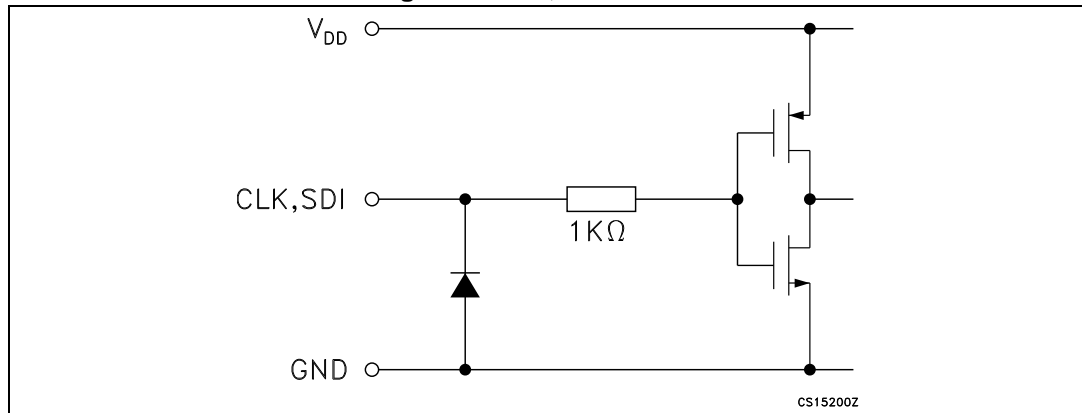 V_DD
CLK,SDI
1KΩ
GND
CS15200Z